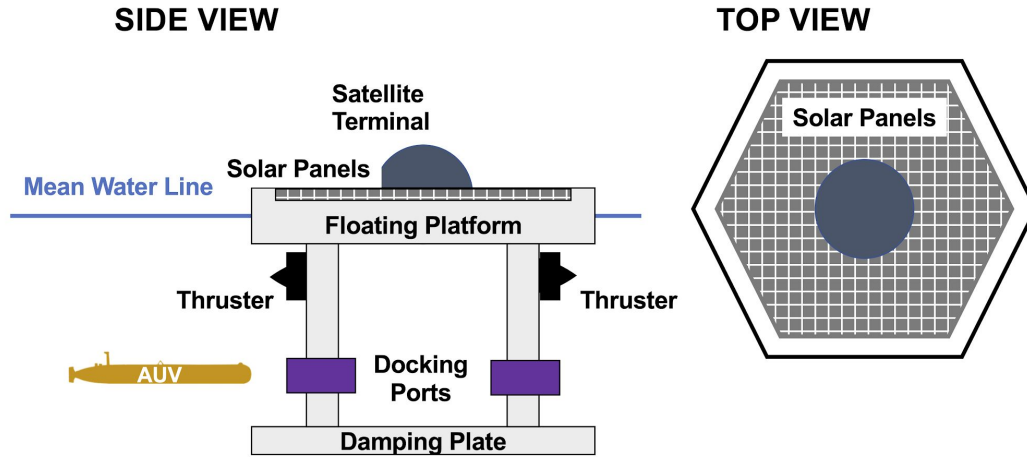 SIDE VIEW
TOP VIEW
Satellite
Terminal
Solar Panels
Solar Panels
Mean Water Line
Floating Platform
Thruster
Thruster
AUV
Docking
Ports
Damping Plate